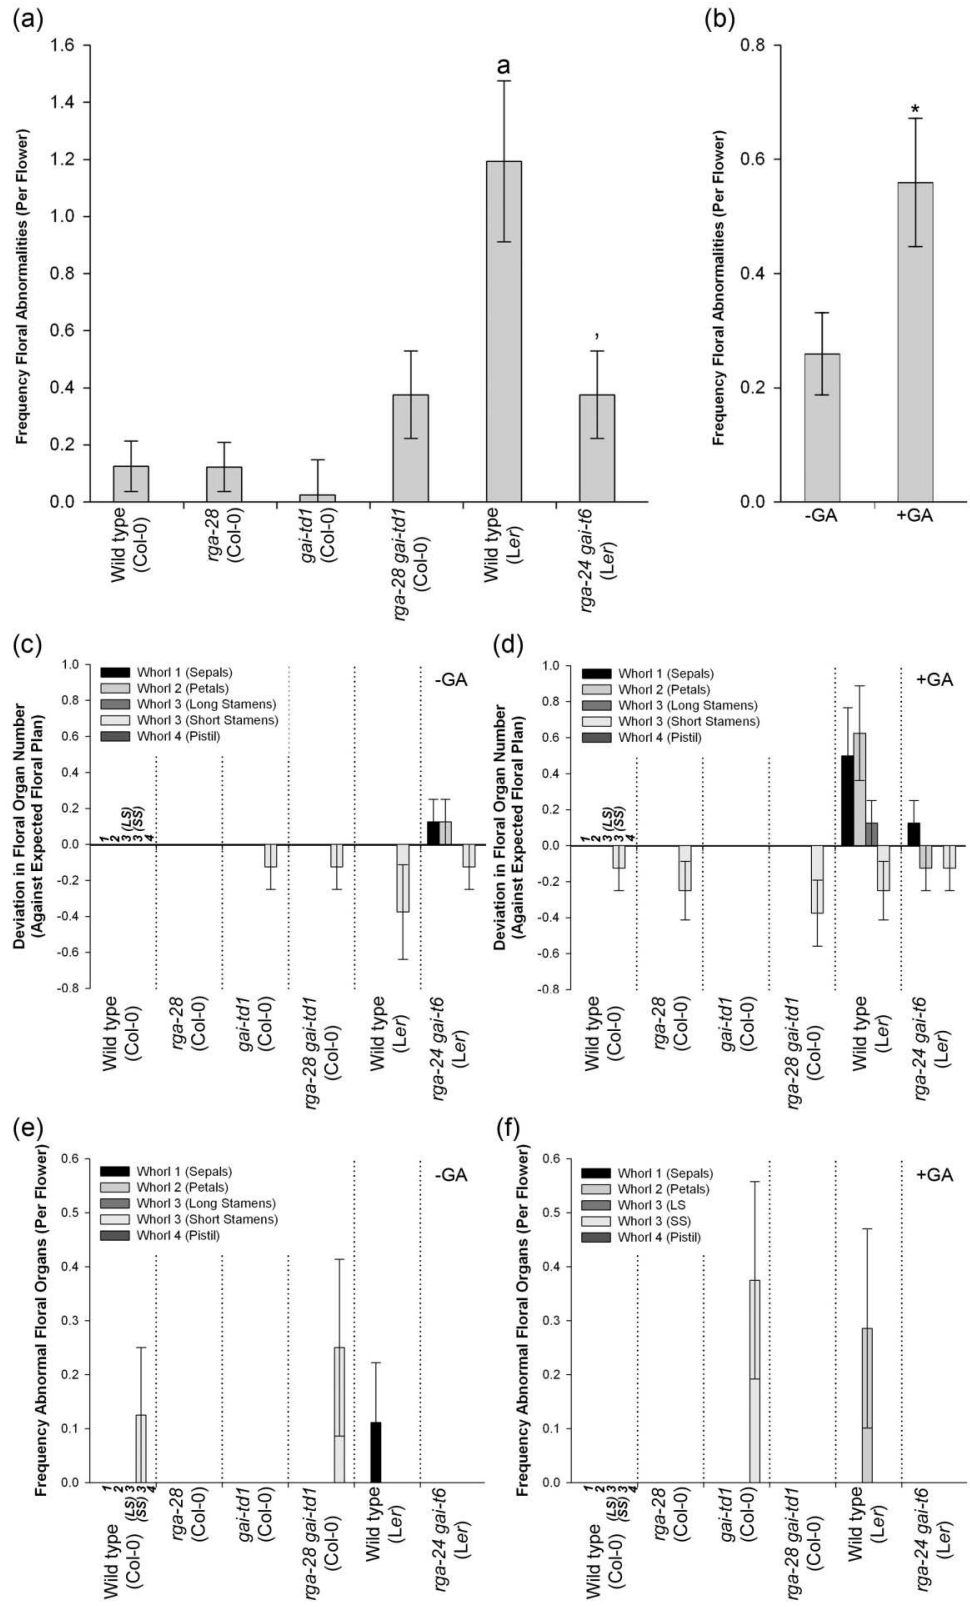 (a)
Frequency Floral Abnormalities (Per Flower)
1.6
1.4
1.2
1.0
0.8
0.6
0.4
0.2
0.0
a
,
Wild type
(Col-0)
rga-28
(Col-0)
gai-td1
(Col-0)
rga-28 gai-td1
(Col-0)
Wild type
(Ler)
rga-24 gai-t6
(Ler)
(b)
Frequency Floral Abnormalities (Per Flower)
0.8
0.6
0.4
0.2
0.0
*
-GA
+GA
(c)
Deviation in Floral Organ Number
(Against Expected Floral Plan)
1.0
0.8
0.6
0.4
0.2
0.0
-0.2
-0.4
-0.6
-0.8
Whorl 1 (Sepals)
Whorl 2 (Petals)
Whorl 3 (Long Stamens)
Whorl 3 (Short Stamens)
Whorl 4 (Pistil)
-GA
1
2
3 (LS)
3 (SS)
4
Wild type
(Col-0)
rga-28
(Col-0)
gai-td1
(Col-0)
rga-28 gai-td1
(Col-0)
Wild type
(Ler)
rga-24 gai-t6
(Ler)
(d)
Deviation in Floral Organ Number
(Against Expected Floral Plan)
1.0
0.8
0.6
0.4
0.2
0.0
-0.2
-0.4
-0.6
-0.8
Whorl 1 (Sepals)
Whorl 2 (Petals)
Whorl 3 (Long Stamens)
Whorl 3 (Short Stamens)
Whorl 4 (Pistil)
+GA
1
2
3 (LS)
3 (SS)
4
Wild type
(Col-0)
rga-28
(Col-0)
gai-td1
(Col-0)
rga-28 gai-td1
(Col-0)
Wild type
(Ler)
rga-24 gai-t6
(Ler)
(e)
Frequency Abnormal Floral Organs (Per Flower)
0.6
0.5
0.4
0.3
0.2
0.1
0.0
Whorl 1 (Sepals)
Whorl 2 (Petals)
Whorl 3 (Long Stamens)
Whorl 3 (Short Stamens)
Whorl 4 (Pistil)
-GA
1
2
3 (LS)
3 (SS)
4
Wild type
(Col-0)
rga-28
(Col-0)
gai-td1
(Col-0)
rga-28 gai-td1
(Col-0)
Wild type
(Ler)
rga-24 gai-t6
(Ler)
(f)
Frequency Abnormal Floral Organs (Per Flower)
0.6
0.5
0.4
0.3
0.2
0.1
0.0
Whorl 1 (Sepals)
Whorl 2 (Petals)
Whorl 3 (LS
Whorl 3 (SS)
Whorl 4 (Pistil)
+GA
1
2
3 (LS)
3 (SS)
4
Wild type
(Col-0)
rga-28
(Col-0)
gai-td1
(Col-0)
rga-28 gai-td1
(Col-0)
Wild type
(Ler)
rga-24 gai-t6
(Ler)